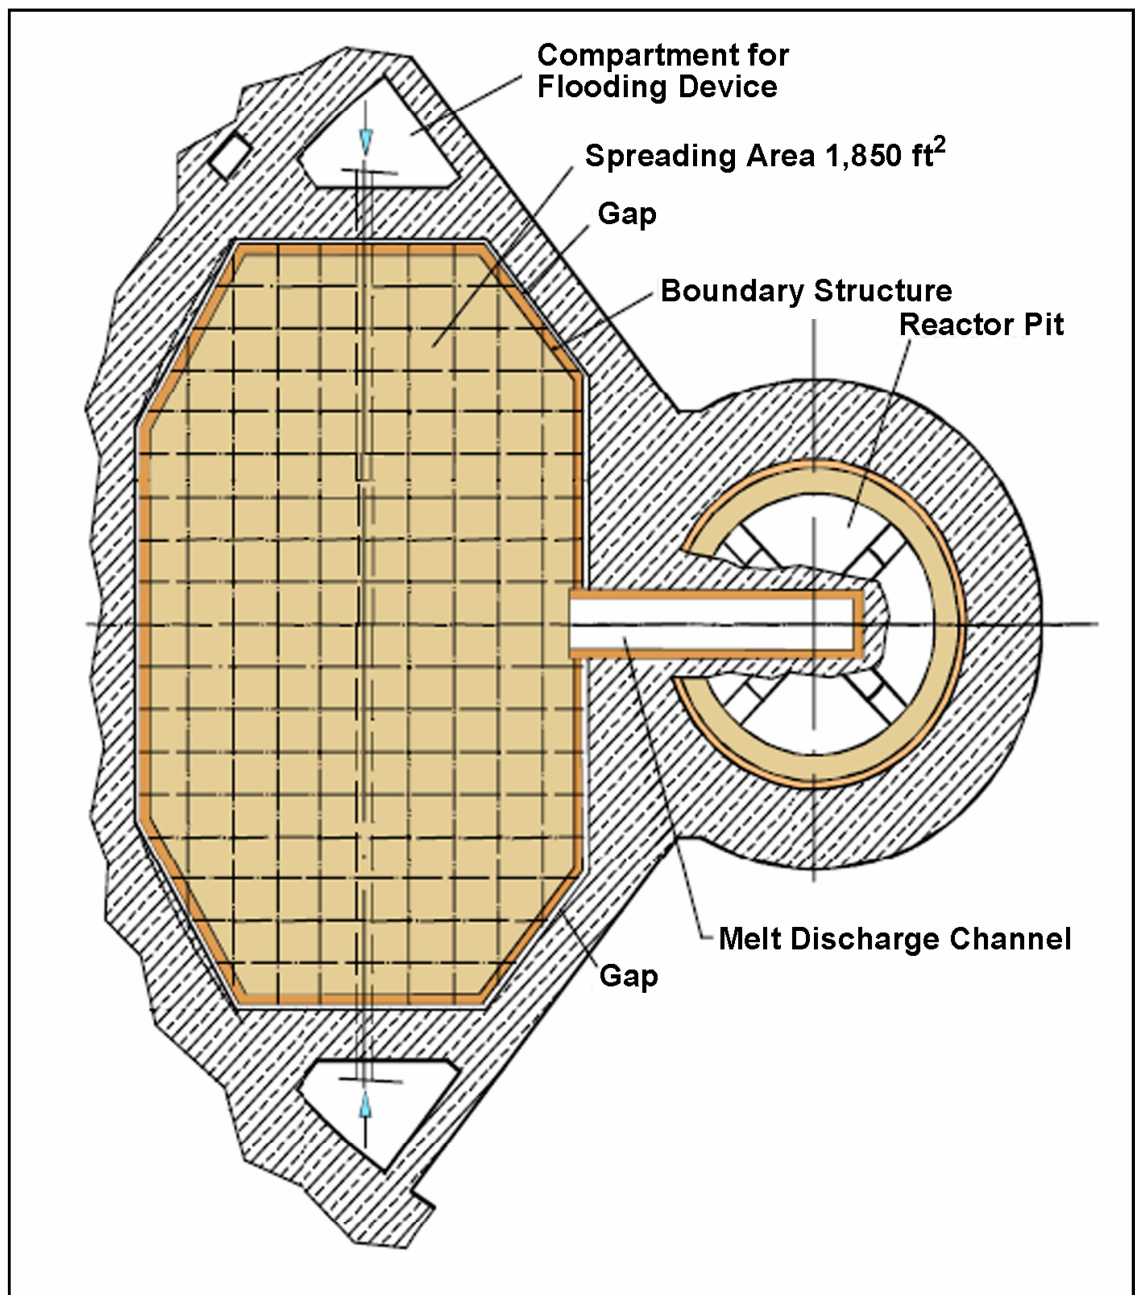 Compartment for
Flooding Device
Spreading Area 1,850 ft²
Gap
Boundary Structure
Reactor Pit
Melt Discharge Channel
Gap